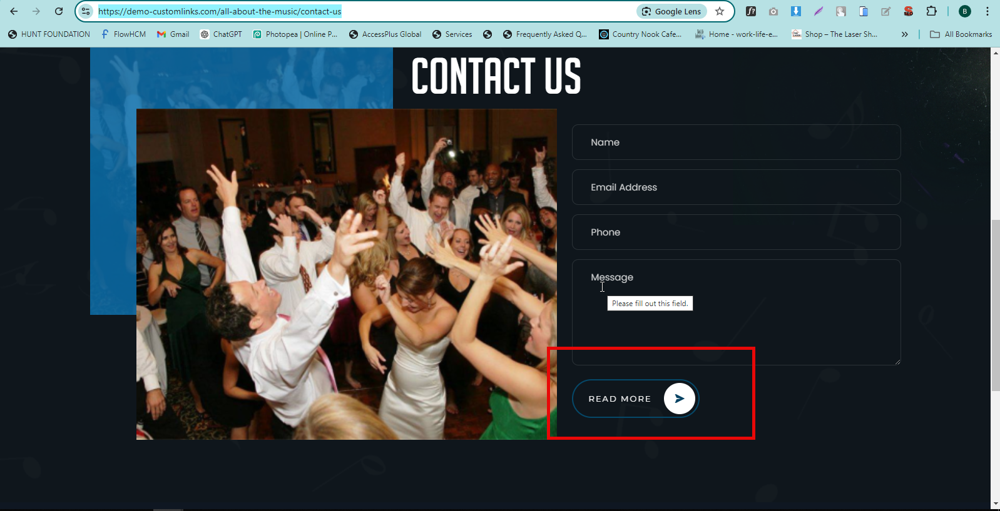 https://demo-customlinks.com/all-about-the-music/contact-us
Google Lens
f?
SEO
B
HUNT FOUNDATION
FlowHCM
Gmail
ChatGPT
Photopea | Online P...
AccessPlus Global
Services
Frequently Asked Q...
Country Nook Cafe...
Home - work-life-e...
Shop – The Laser Sh...
»
All Bookmarks
CONTACT US
Name
Email Address
Phone
Message
Please fill out this field.
READ MORE